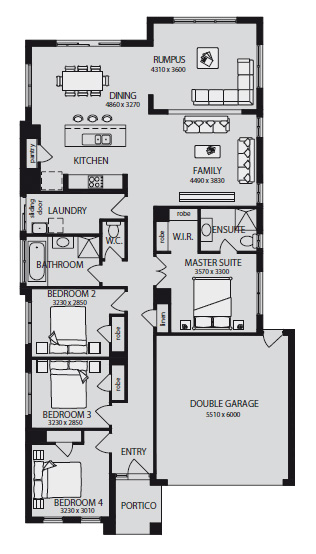 RUMPUS
4310 x 3600
DINING
4860 x 3270
KITCHEN
pantry
FAMILY
4490 x 3830
sliding
door
LAUNDRY
robe
robe
W.I.R.
ENSUITE
W.C.
BATHROOM
MASTER SUITE
3570 x 3300
BEDROOM 2
3230 x 2850
robe
linen
robe
BEDROOM 3
3230 x 2850
DOUBLE GARAGE
5510 x 6000
robe
ENTRY
BEDROOM 4
3230 x 3010
PORTICO